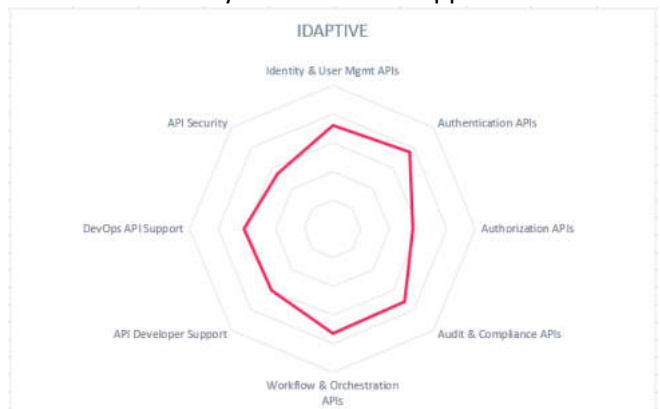 IDAPTIVE
Identity & User Mgmt APIs
API Security
Authentication APIs
DevOps API Support
Authorization APIs
API Developer Support
Audit & Compliance APIs
Workflow & Orchestration
APIs